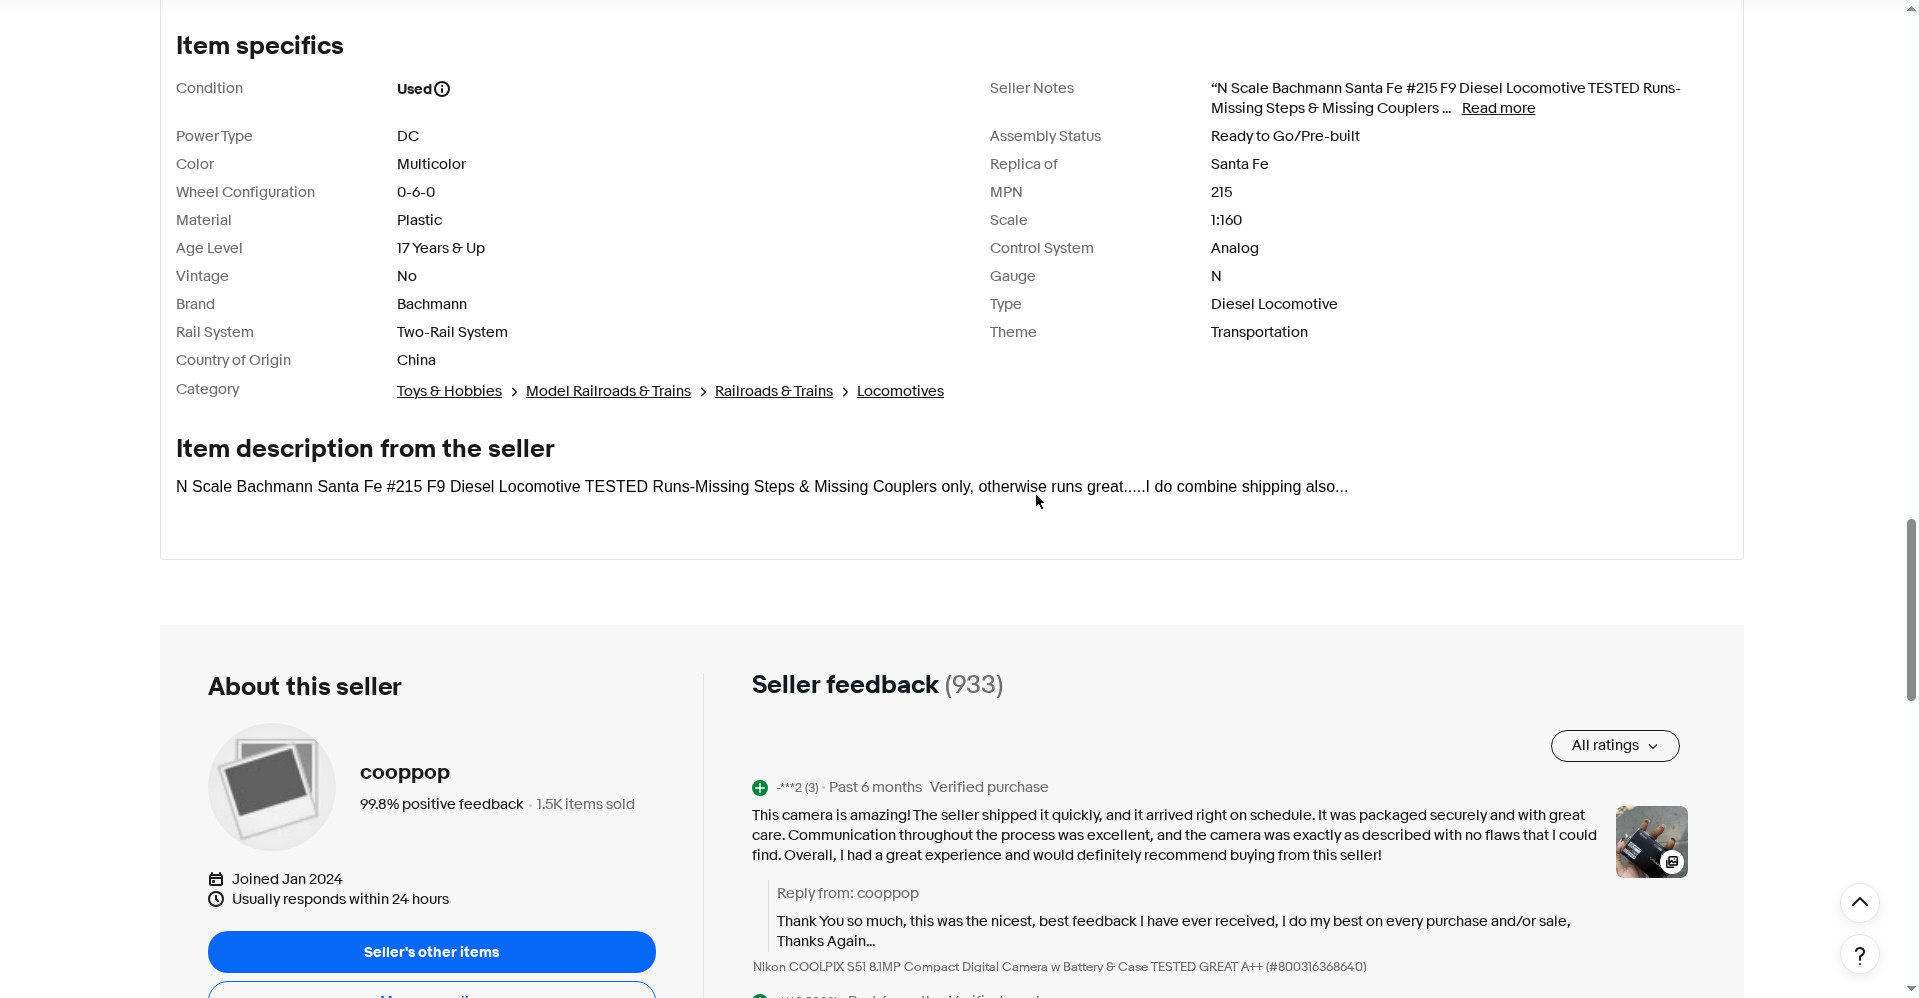 Item specifics
Condition
Used
Seller Notes
“N Scale Bachmann Santa Fe #215 F9 Diesel Locomotive TESTED Runs-
Missing Steps & Missing Couplers ... Read more
Power Type
DC
Assembly Status
Ready to Go/Pre-built
Color
Multicolor
Replica of
Santa Fe
Wheel Configuration
0-6-0
MPN
215
Material
Plastic
Scale
1:160
Age Level
17 Years & Up
Control System
Analog
Vintage
No
Gauge
N
Brand
Bachmann
Type
Diesel Locomotive
Rail System
Two-Rail System
Theme
Transportation
Country of Origin
China
Category
Toys & Hobbies > Model Railroads & Trains > Railroads & Trains > Locomotives
Item description from the seller
N Scale Bachmann Santa Fe #215 F9 Diesel Locomotive TESTED Runs-Missing Steps & Missing Couplers only, otherwise runs great.....I do combine shipping also...
About this seller
cooppop
99.8% positive feedback • 1.5K items sold
Joined Jan 2024
Usually responds within 24 hours
Seller's other items
Seller feedback (933)
All ratings
-***2 (3) • Past 6 months Verified purchase
This camera is amazing! The seller shipped it quickly, and it arrived right on schedule. It was packaged securely and with great
care. Communication throughout the process was excellent, and the camera was exactly as described with no flaws that I could
find. Overall, I had a great experience and would definitely recommend buying from this seller!
Reply from: cooppop
Thank You so much, this was the nicest, best feedback I have ever received, I do my best on every purchase and/or sale,
Thanks Again...
Nikon COOLPIX S51 8.1MP Compact Digital Camera w Battery & Case TESTED GREAT A++ (#800316368640)
?